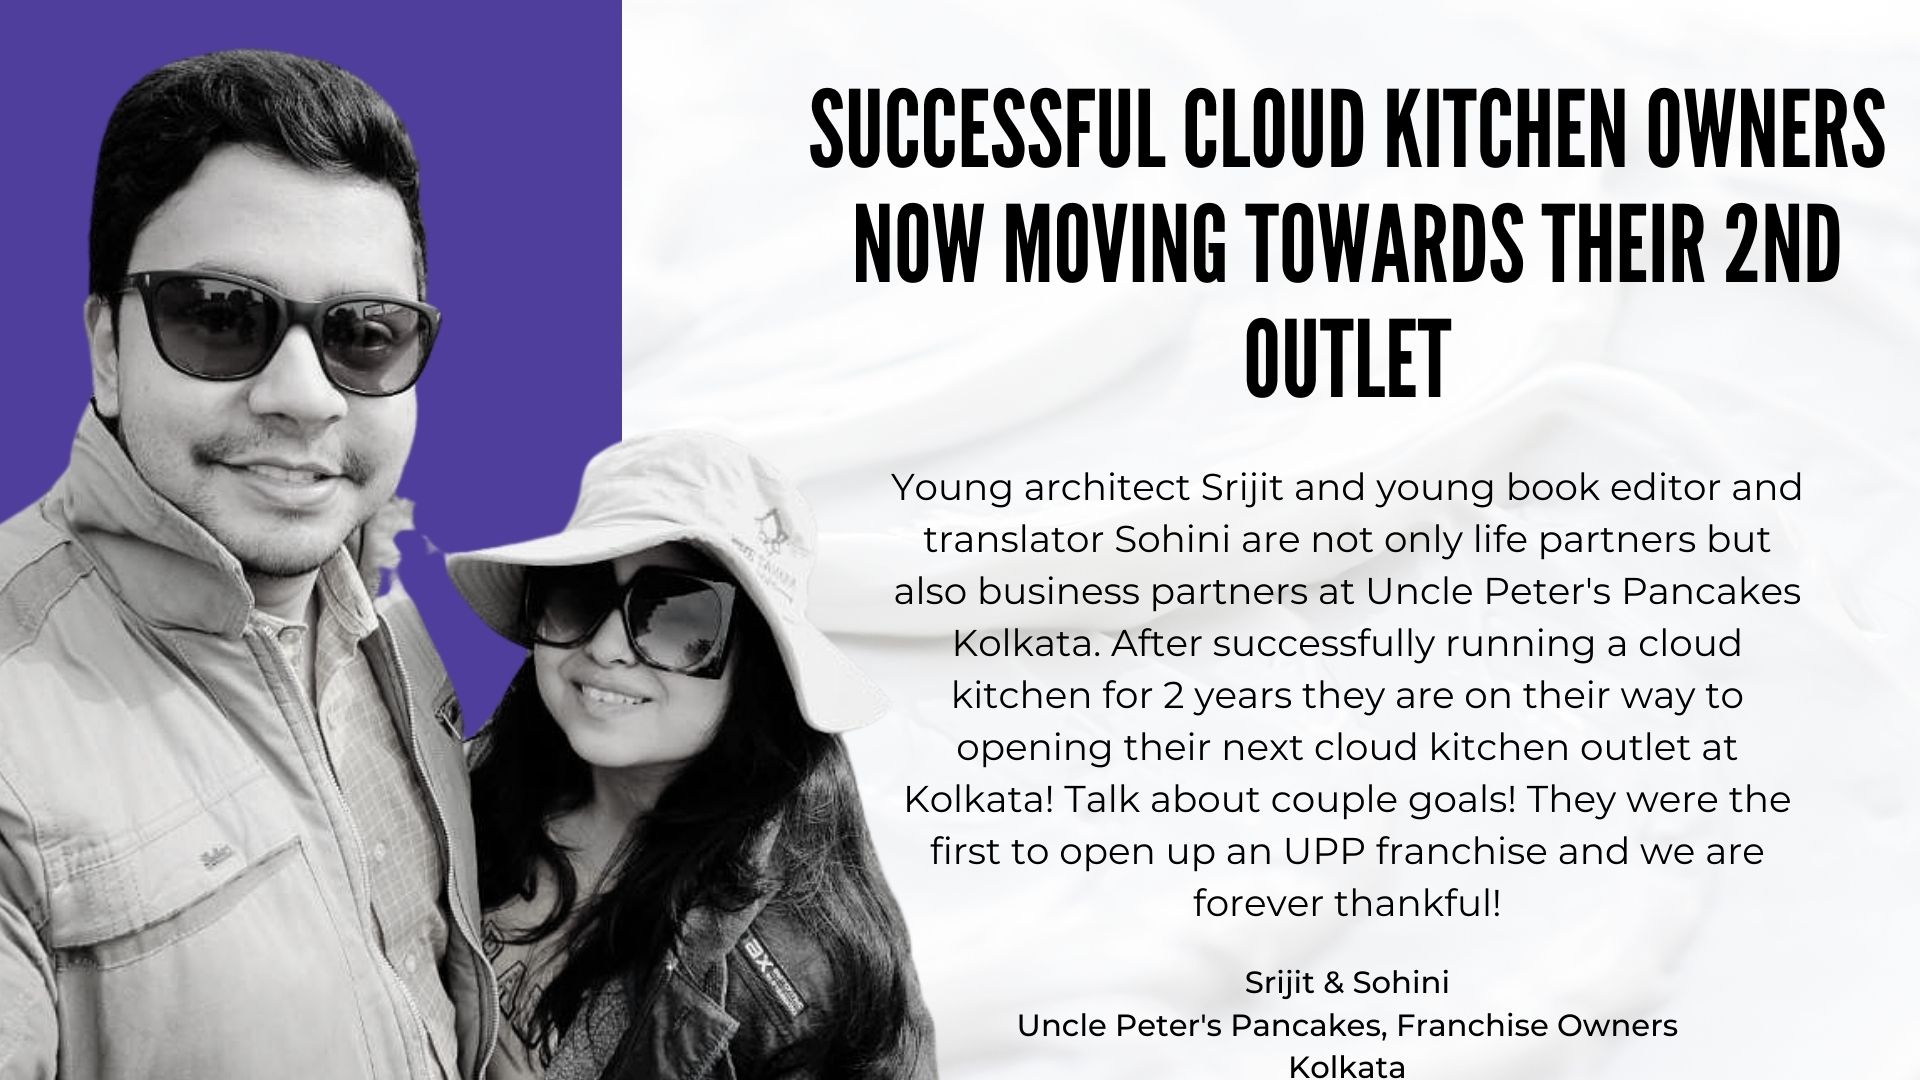 SUCCESSFUL CLOUD KITCHEN OWNERS
NOW MOVING TOWARDS THEIR 2ND
OUTLET
Young architect Srijit and young book editor and
translator Sohini are not only life partners but
also business partners at Uncle Peter's Pancakes
Kolkata. After successfully running a cloud
kitchen for 2 years they are on their way to
opening their next cloud kitchen outlet at
Kolkata! Talk about couple goals! They were the
first to open up an UPP franchise and we are
forever thankful!
Srijit & Sohini
Uncle Peter's Pancakes, Franchise Owners
Kolkata
ax